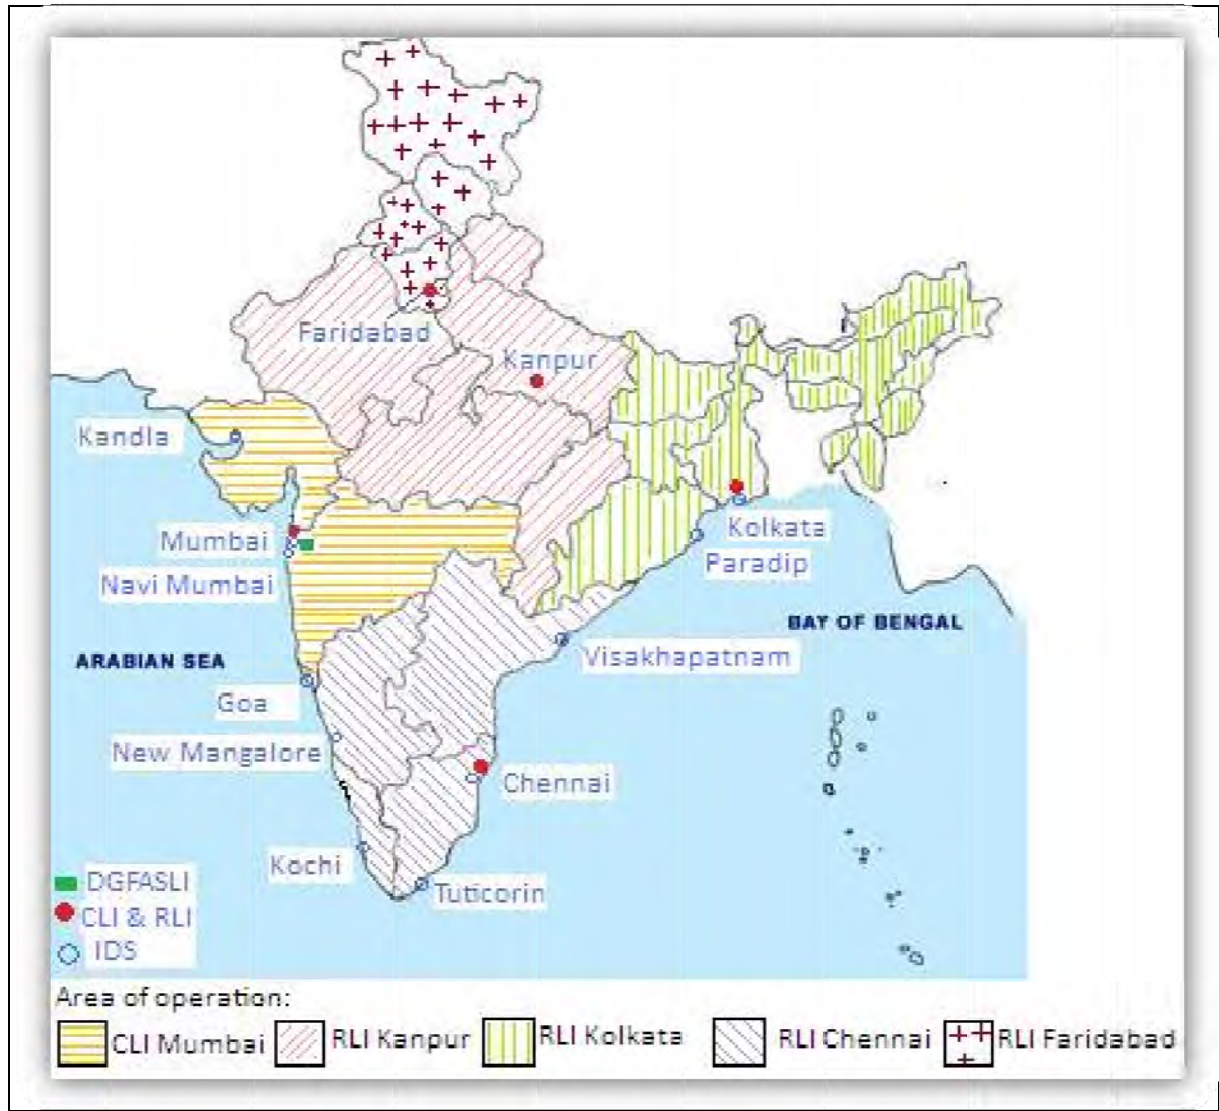 Faridabad
Kanpur
Kandla
Mumbai
Navi Mumbai
Kolkata
Paradip
BAY OF BENGAL
ARABIAN SEA
Visakhapatnam
Goa
New Mangalore
Chennai
Kochi
Tuticorin
DGFASLI
CLI & RLI
IDS
Area of operation:
CLI Mumbai RLI Kanpur RLI Kolkata RLI Chennai RLI Faridabad